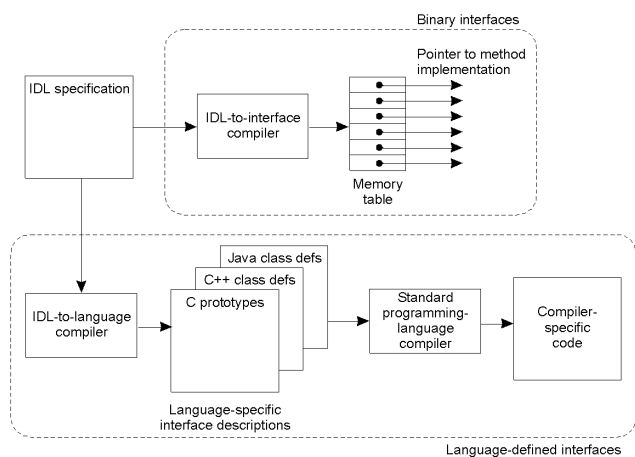 Binary interfaces
Pointer to method
implementation
IDL specification
IDL-to-interface
compiler
Memory
table
Java class defs
C++ class defs
C prototypes
IDL-to-language
compiler
Standard
programming-
language
compiler
Compiler-
specific
code
Language-specific
interface descriptions
Language-defined interfaces